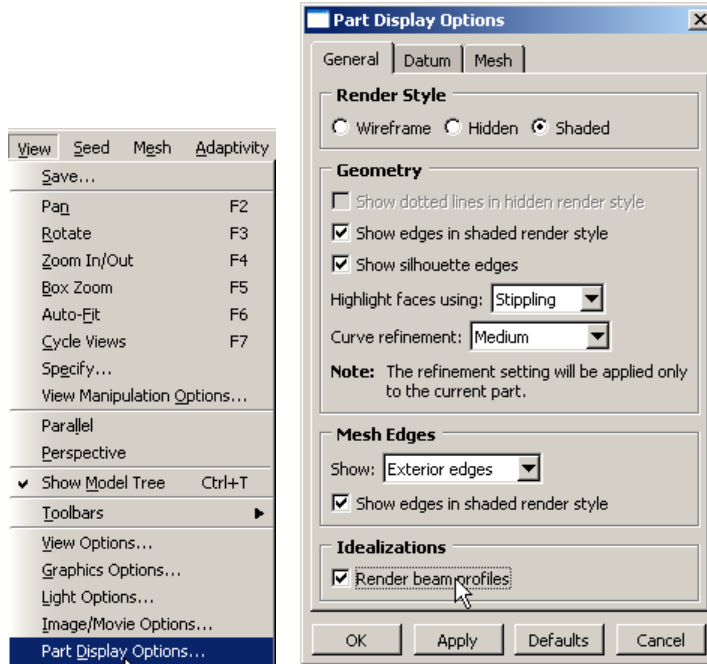 View Seed Mesh Adaptivity
Save...
Pan F2
Rotate F3
Zoom In/Out F4
Box Zoom F5
Auto-Fit F6
Cycle Views F7
Specify...
View Manipulation Options...
Parallel
Perspective
Show Model Tree Ctrl+T
Toolbars
View Options...
Graphics Options...
Light Options...
Image/Movie Options...
Part Display Options...
Part Display Options
General Datum Mesh
Render Style
Wireframe Hidden Shaded
Geometry
Show dotted lines in hidden render style
Show edges in shaded render style
Show silhouette edges
Highlight faces using: Stippling
Curve refinement: Medium
Note: The refinement setting will be applied only
to the current part.
Mesh Edges
Show: Exterior edges
Show edges in shaded render style
Idealizations
Render beam profiles
OK Apply Defaults Cancel